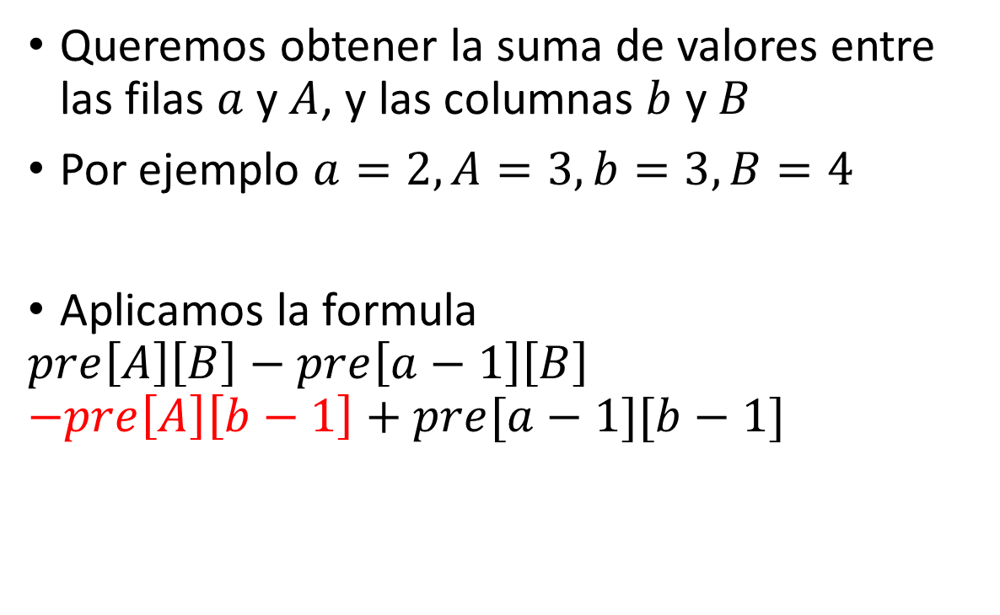 • Queremos obtener la suma de valores entre
las filas a y A, y las columnas b y B
• Por ejemplo a = 2, A = 3, b = 3, B = 4
• Aplicamos la formula
pre[A][B] − pre[a − 1][B]
−pre[A][b − 1] + pre[a − 1][b − 1]